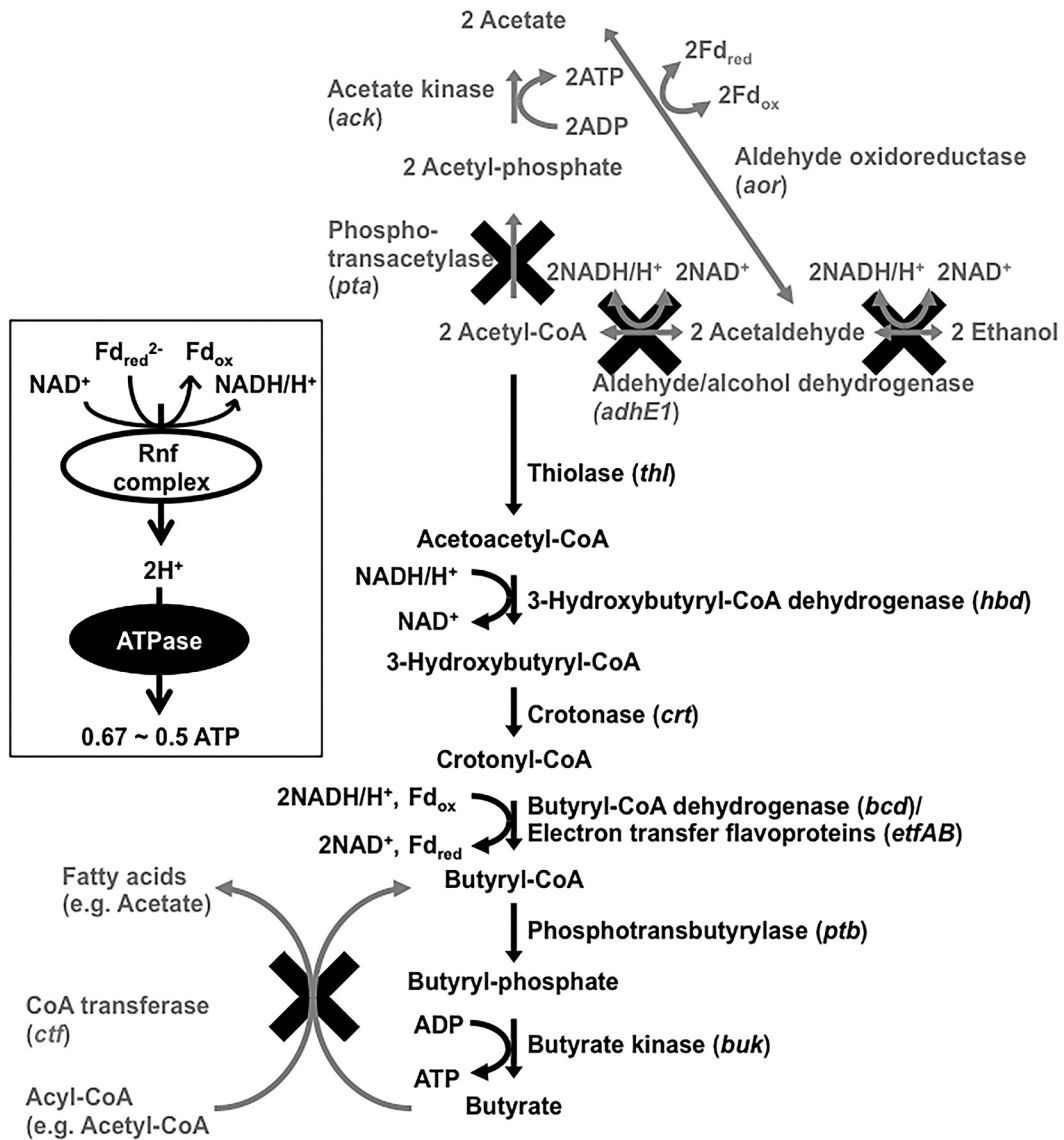 2 Acetate
Acetate kinase
(ack)
2ATP
2ADP
2Fdred
2Fdox
Aldehyde oxidoreductase
(aor)
2 Acetyl-phosphate
Phospho-
transacetylase
(pta)
2NADH/H⁺ 2NAD⁺
2NADH/H⁺ 2NAD⁺
2 Acetyl-CoA
2 Acetaldehyde
2 Ethanol
Aldehyde/alcohol dehydrogenase
(adhE1)
Fdred²⁻ Fdox
NAD⁺ NADH/H⁺
Rnf
complex
2H⁺
ATPase
0.67 ~ 0.5 ATP
Thiolase (thl)
Acetoacetyl-CoA
NADH/H⁺
NAD⁺
3-Hydroxybutyryl-CoA dehydrogenase (hbd)
3-Hydroxybutyryl-CoA
Crotonase (crt)
Crotonyl-CoA
2NADH/H⁺, Fdox
2NAD⁺, Fdred
Butyryl-CoA dehydrogenase (bcd)/
Electron transfer flavoproteins (etfAB)
Butyryl-CoA
Fatty acids
(e.g. Acetate)
Phosphotransbutyrylase (ptb)
Butyryl-phosphate
CoA transferase
(ctf)
ADP
ATP
Butyrate kinase (buk)
Butyrate
Acyl-CoA
(e.g. Acetyl-CoA